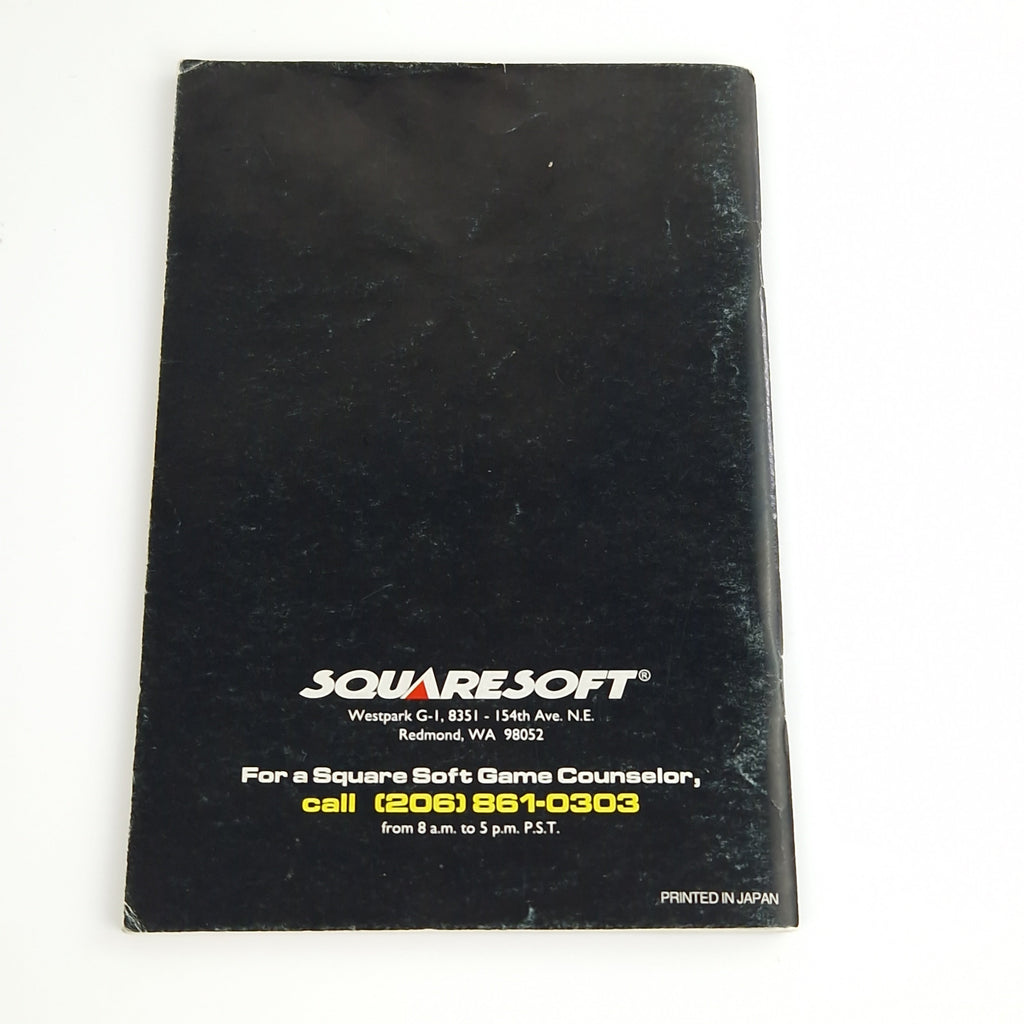 SQUARESOFT®
Westpark G-1, 8351 - 154th Ave. N.E.
Redmond, WA 98052
For a Square Soft Game Counselor,
call (206) 861-0303
from 8 a.m. to 5 p.m. P.S.T.
PRINTED IN JAPAN